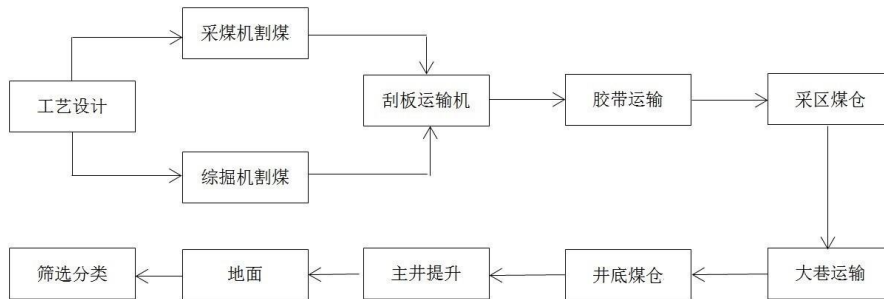 采煤机割煤
工艺设计
综掘机割煤
刮板运输机
胶带运输
采区煤仓
大巷运输
井底煤仓
主井提升
地面
筛选分类